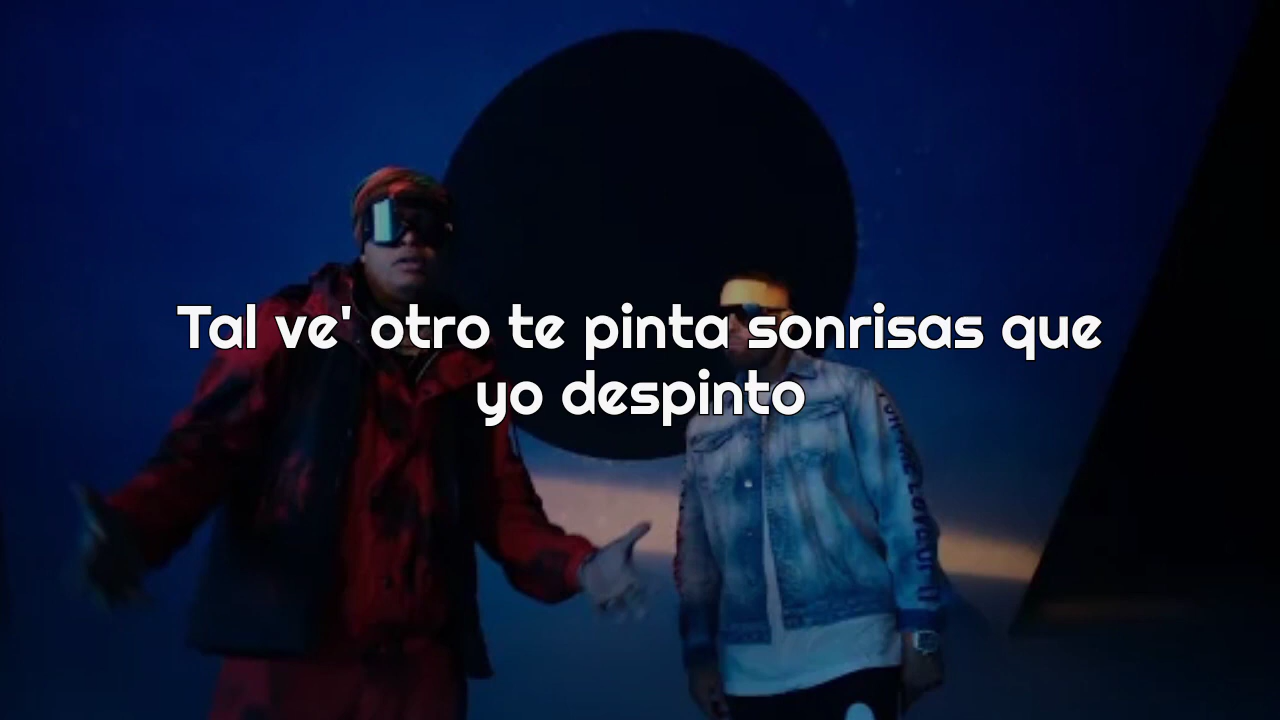 Tal ve' otro te pinta sonrisas que
yo despinto